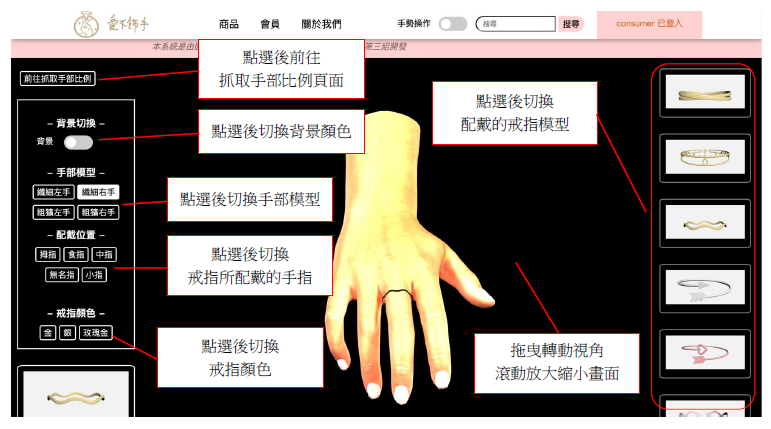 愛不飾手
商品
會員
關於我們
手勢操作
搜尋
搜尋
consumer 已登入
本系統是由
第三組開發
前往抓取手部比例
點選後前往
抓取手部比例頁面
– 背景切換 –
背景
點選後切換背景顏色
– 手部模型 –
纖細左手
纖細右手
粗獷左手
粗獷右手
點選後切換手部模型
– 配戴位置 –
拇指
食指
中指
無名指
小指
點選後切換
戒指所配戴的手指
– 戒指顏色 –
金
銀
玫瑰金
點選後切換
戒指顏色
點選後切換
配戴的戒指模型
拖曳轉動視角
滾動放大縮小畫面